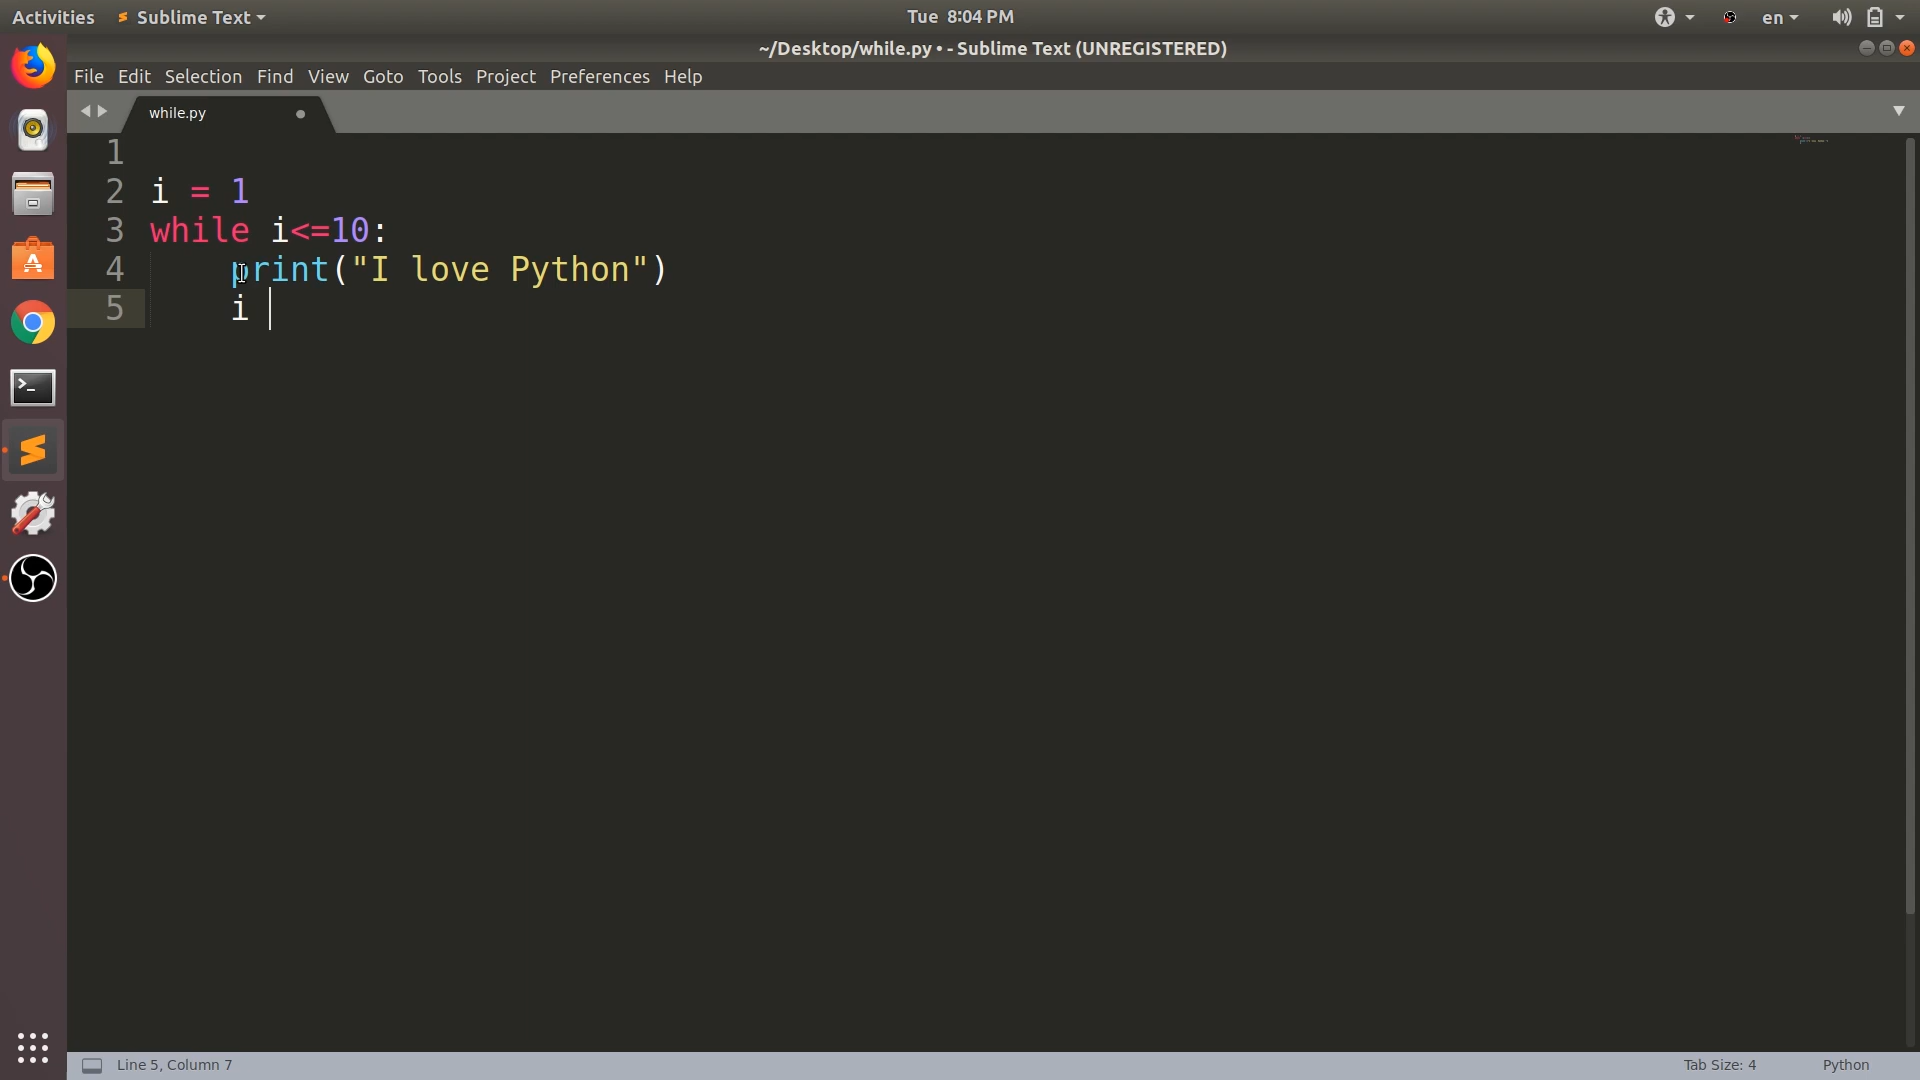 Activities Sublime Text Tue 8:04 PM en
~/Desktop/while.py • - Sublime Text (UNREGISTERED)
File Edit Selection Find View Goto Tools Project Preferences Help
while.py
1
2 i = 1
3 while i<=10:
4 print("I love Python")
5 i
Line 5, Column 7 Tab Size: 4 Python